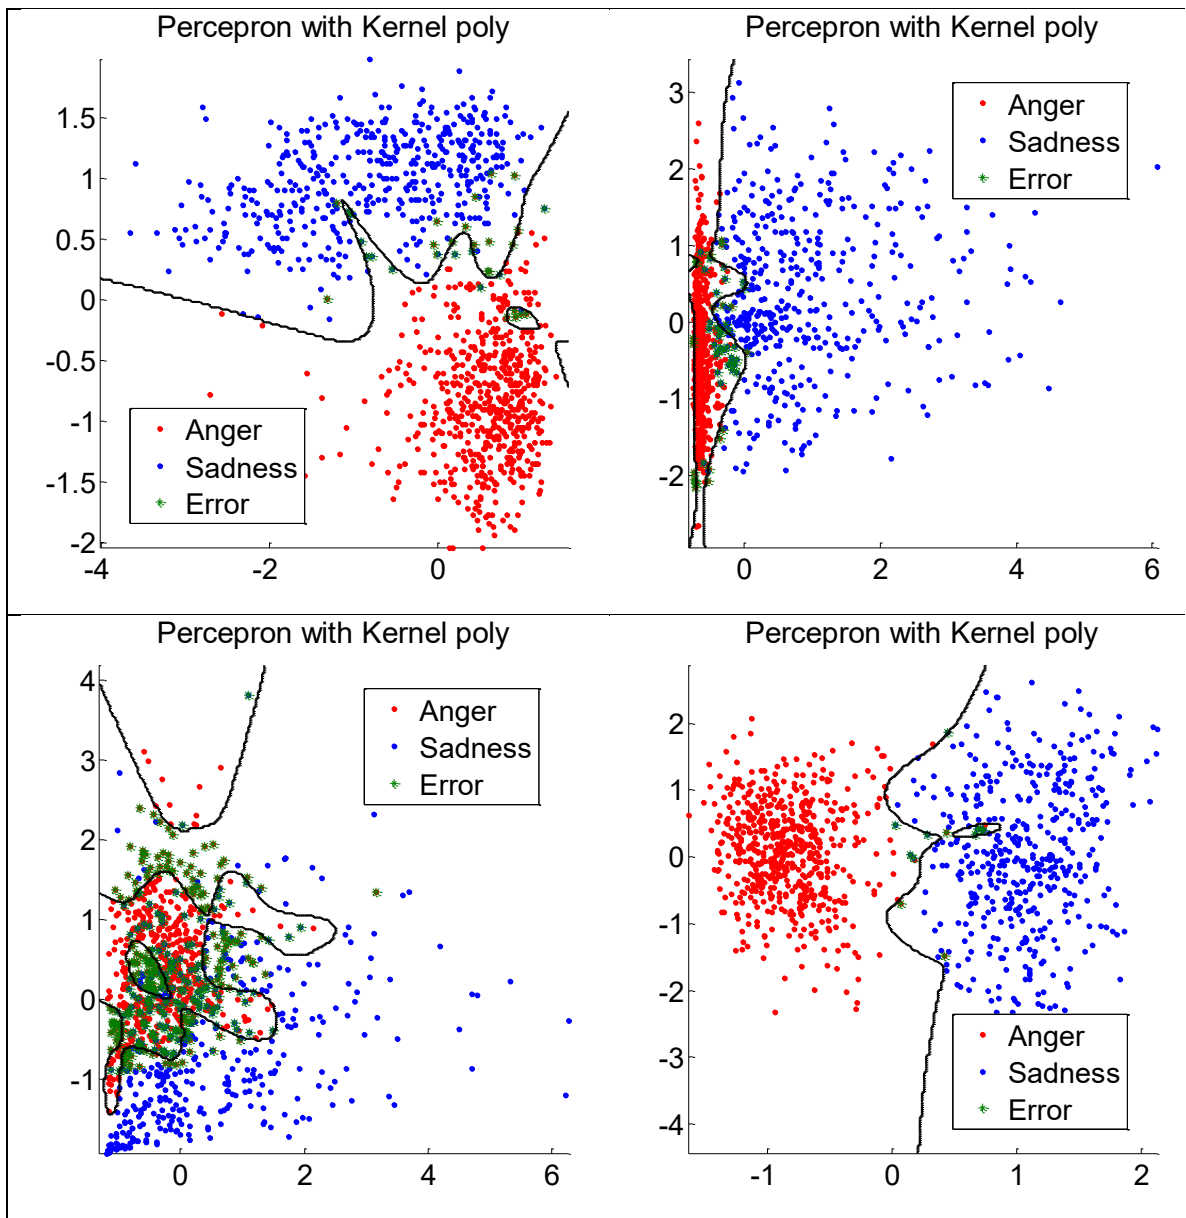 Percepron with Kernel poly
1.5
1
0.5
0
-0.5
-1
-1.5
-2
-4
-2
0
Anger
Sadness
Error
Percepron with Kernel poly
3
2
1
0
-1
-2
0
2
4
6
Anger
Sadness
Error
Percepron with Kernel poly
4
3
2
1
0
-1
0
2
4
6
Anger
Sadness
Error
Percepron with Kernel poly
2
1
0
-1
-2
-3
-4
-1
0
1
2
Anger
Sadness
Error